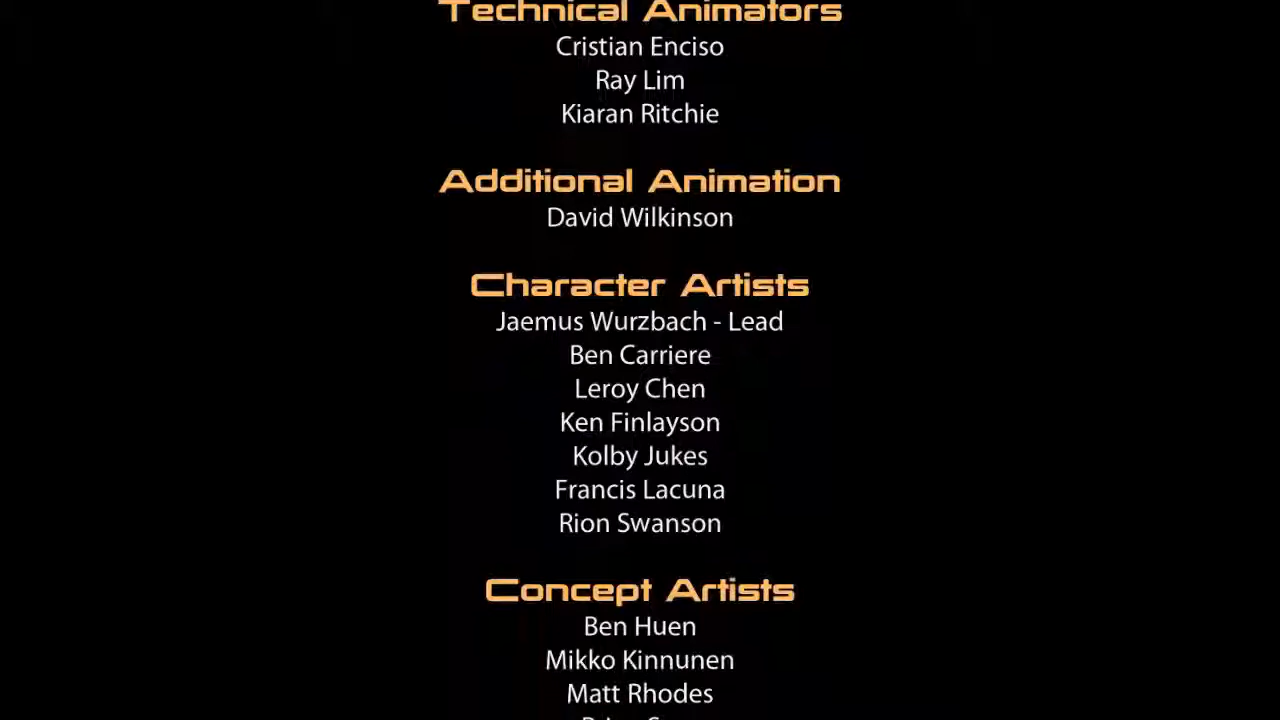 Technical Animators
Cristian Enciso
Ray Lim
Kiaran Ritchie
Additional Animation
David Wilkinson
Character Artists
Jaemus Wurzbach - Lead
Ben Carriere
Leroy Chen
Ken Finlayson
Kolby Jukes
Francis Lacuna
Rion Swanson
Concept Artists
Ben Huen
Mikko Kinnunen
Matt Rhodes